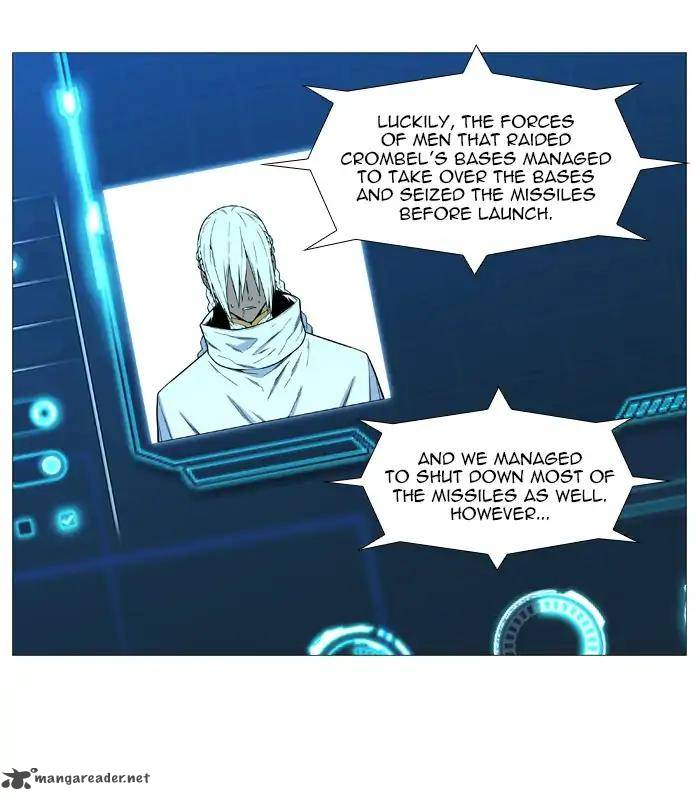 LUCKILY, THE FORCES
OF MEN THAT RAIDED
CROMBEL'S BASES MANAGED
TO TAKE OVER THE BASES
AND SEIZED THE MISSILES
BEFORE LAUNCH.
AND WE MANAGED
TO SHUT DOWN MOST OF
THE MISSILES AS WELL.
HOWEVER...
mangareader.net